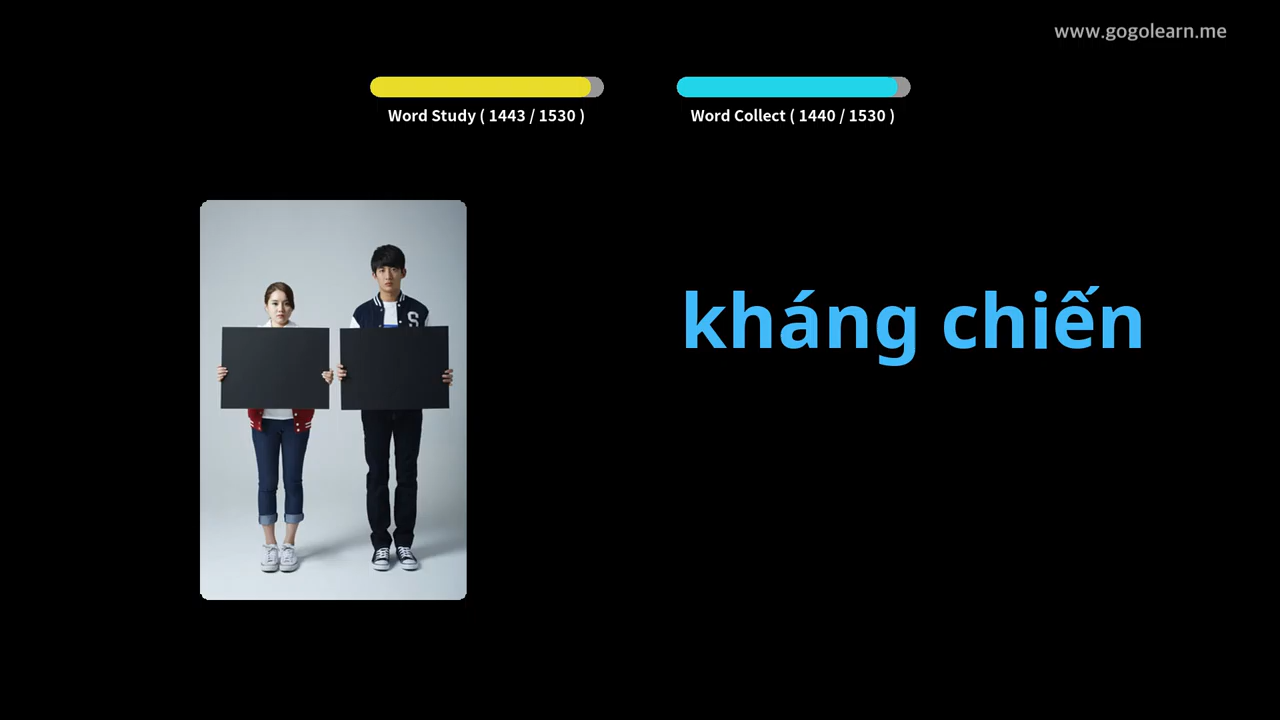 www.gogolearn.me
Word Study ( 1443 / 1530 )
Word Collect ( 1440 / 1530 )
S
kháng chiến